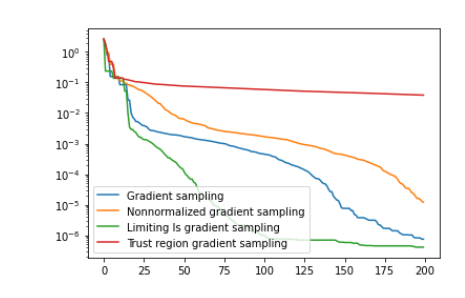 10⁰
10⁻¹
10⁻²
10⁻³
10⁻⁴
10⁻⁵
10⁻⁶
Gradient sampling
Nonnormalized gradient sampling
Limiting ls gradient sampling
Trust region gradient sampling
0 25 50 75 100 125 150 175 200